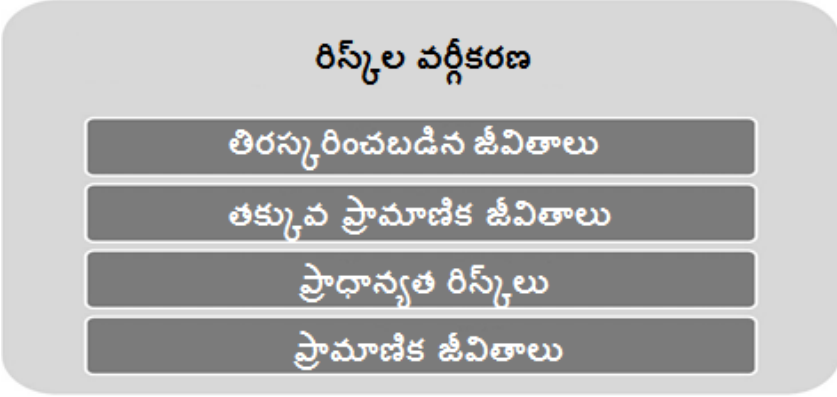 రిస్క్‌ల వర్గీకరణ
తిరస్కరించబడిన జీవితాలు
తక్కువ ప్రామాణిక జీవితాలు
ప్రాధాన్యత రిస్క్‌లు
ప్రామాణిక జీవితాలు